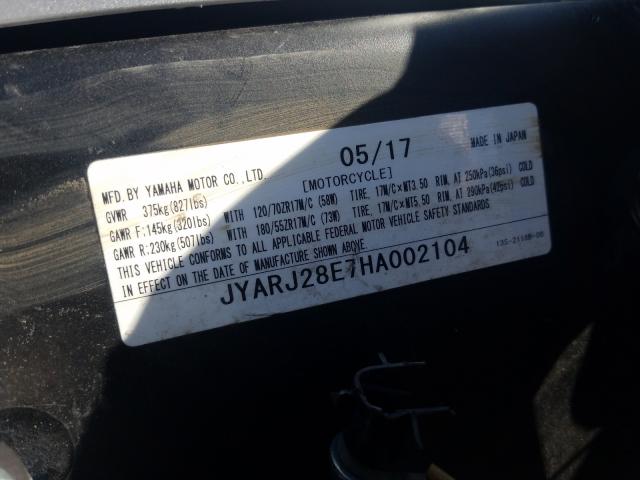 05/17
MADE IN JAPAN
MFD. BY YAMAHA MOTOR CO., LTD. [MOTORCYCLE]
GVWR 375kg(827lbs)
GAWR F:145kg(320lbs) WITH 120/70ZR17M/C (58W) TIRE, 17M/C×MT3.50 RIM, AT 250kPa(36psi) COLD
GAWR R:230kg(507lbs) WITH 180/55ZR17M/C (73W) TIRE, 17M/C×MT5.50 RIM, AT 290kPa(42psi) COLD
THIS VEHICLE CONFORMS TO ALL APPLICABLE FEDERAL MOTOR VEHICLE SAFETY STANDARDS
IN EFFECT ON THE DATE OF MANUFACTURE SHOWN ABOVE.
JYARJ28E7HA002104